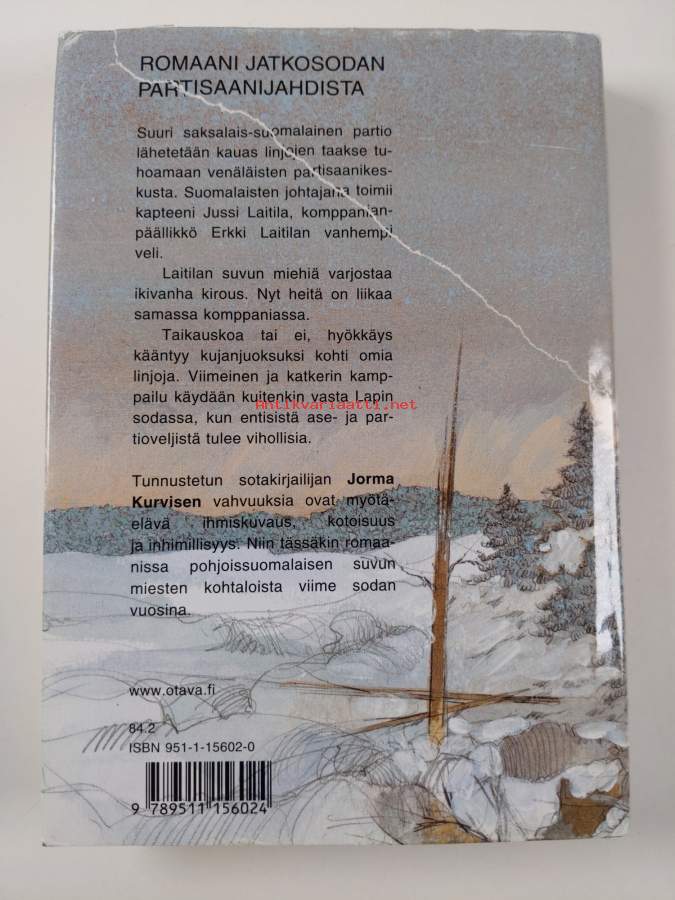 ROMAANI JATKOSODAN
PARTISAANIJAHDISTA
Suuri saksalais-suomalainen partio
lähetetään kauas linjojen taakse tu-
hoamaan venäläisten partisaanikes-
kusta. Suomalaisten johtajana toimii
kapteeni Jussi Laitila, komppanian-
päällikkö Erkki Laitilan vanhempi
veli.
Laitilan suvun miehiä varjostaa
ikivanha kirous. Nyt heitä on liikaa
samassa komppaniassa.
Taikauskoa tai ei, hyökkäys
kääntyy kujanjuoksuksi kohti omia
linjoja. Viimeinen ja katkerin kamp-
pailu käydään kuitenkin vasta Lapin
Antikvariaatti.net
sodassa, kun entisistä ase- ja par-
tioveljistä tulee vihollisia.
Tunnustetun sotakirjailijan Jorma
Kurvisen vahvuuksia ovat myötä-
elävä ihmiskuvaus, kotoisuus
ja inhimillisyys. Niin tässäkin romaa-
nissa pohjoissuomalaisen suvun
miesten kohtaloista viime sodan
vuosina.
www.otava.fi
84.2
ISBN 951-1-15602-0
9 789511 156024